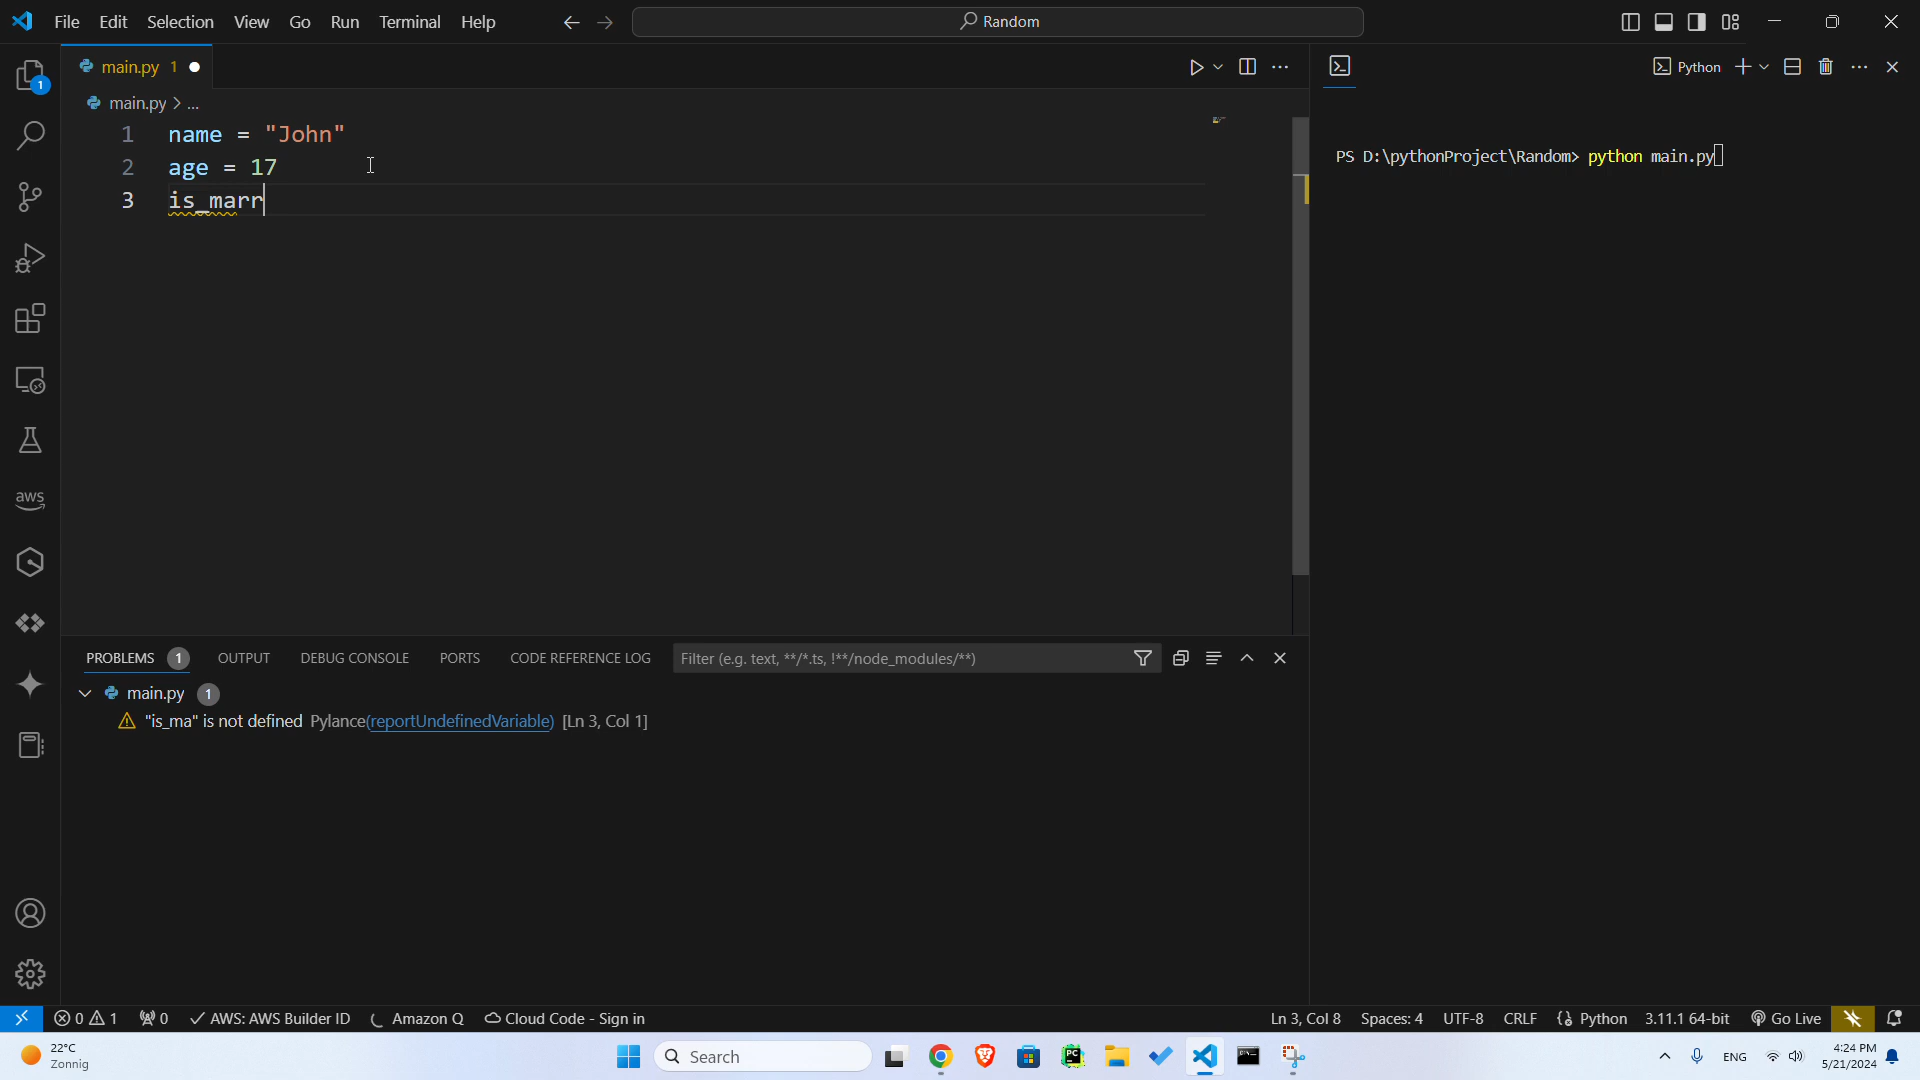 File Edit Selection View Go Run Terminal Help
Random
main.py 1
Python
main.py > ...
1 name = "John"
2 age = 17
3 is_marr
PS D:\pythonProject\Random> python main.py
1
aws
PROBLEMS 1 OUTPUT DEBUG CONSOLE PORTS CODE REFERENCE LOG
Filter (e.g. text, **/*.ts, !**/node_modules/**)
main.py 1
"is_ma" is not defined Pylance(reportUndefinedVariable) [Ln 3, Col 1]
0 1 0 AWS: AWS Builder ID Amazon Q Cloud Code - Sign in
Ln 3, Col 8 Spaces: 4 UTF-8 CRLF {} Python 3.11.1 64-bit Go Live
22°C
Zonnig
Search
PC
ENG
4:24 PM
5/21/2024